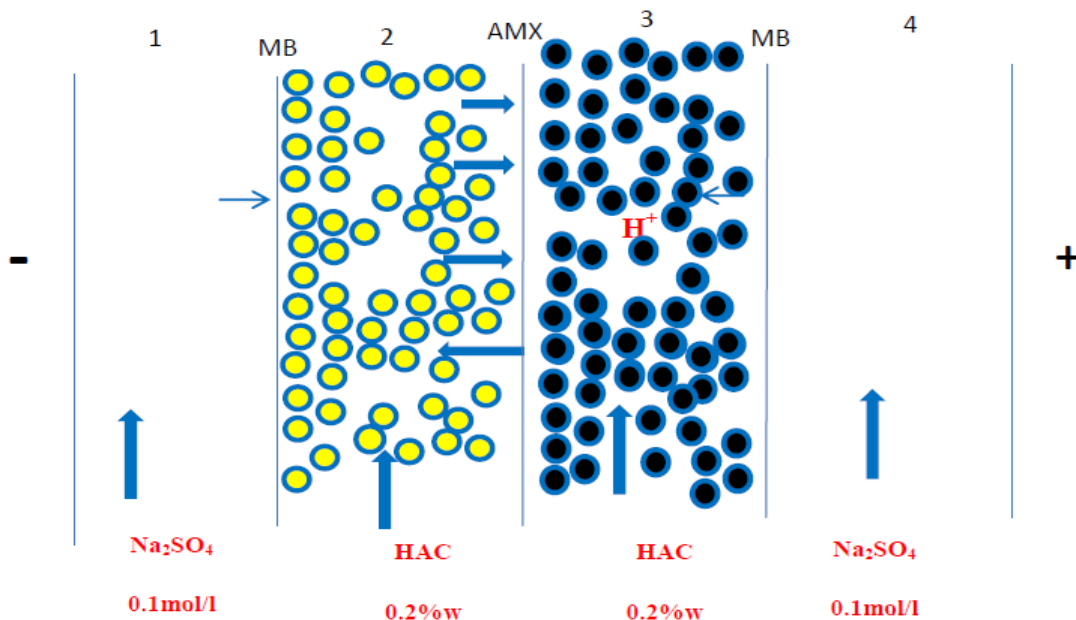 1 2 3 4
MB AMX MB
H⁺
- +
Na₂SO₄ HAC HAC Na₂SO₄
0.1mol/l 0.2%w 0.2%w 0.1mol/l